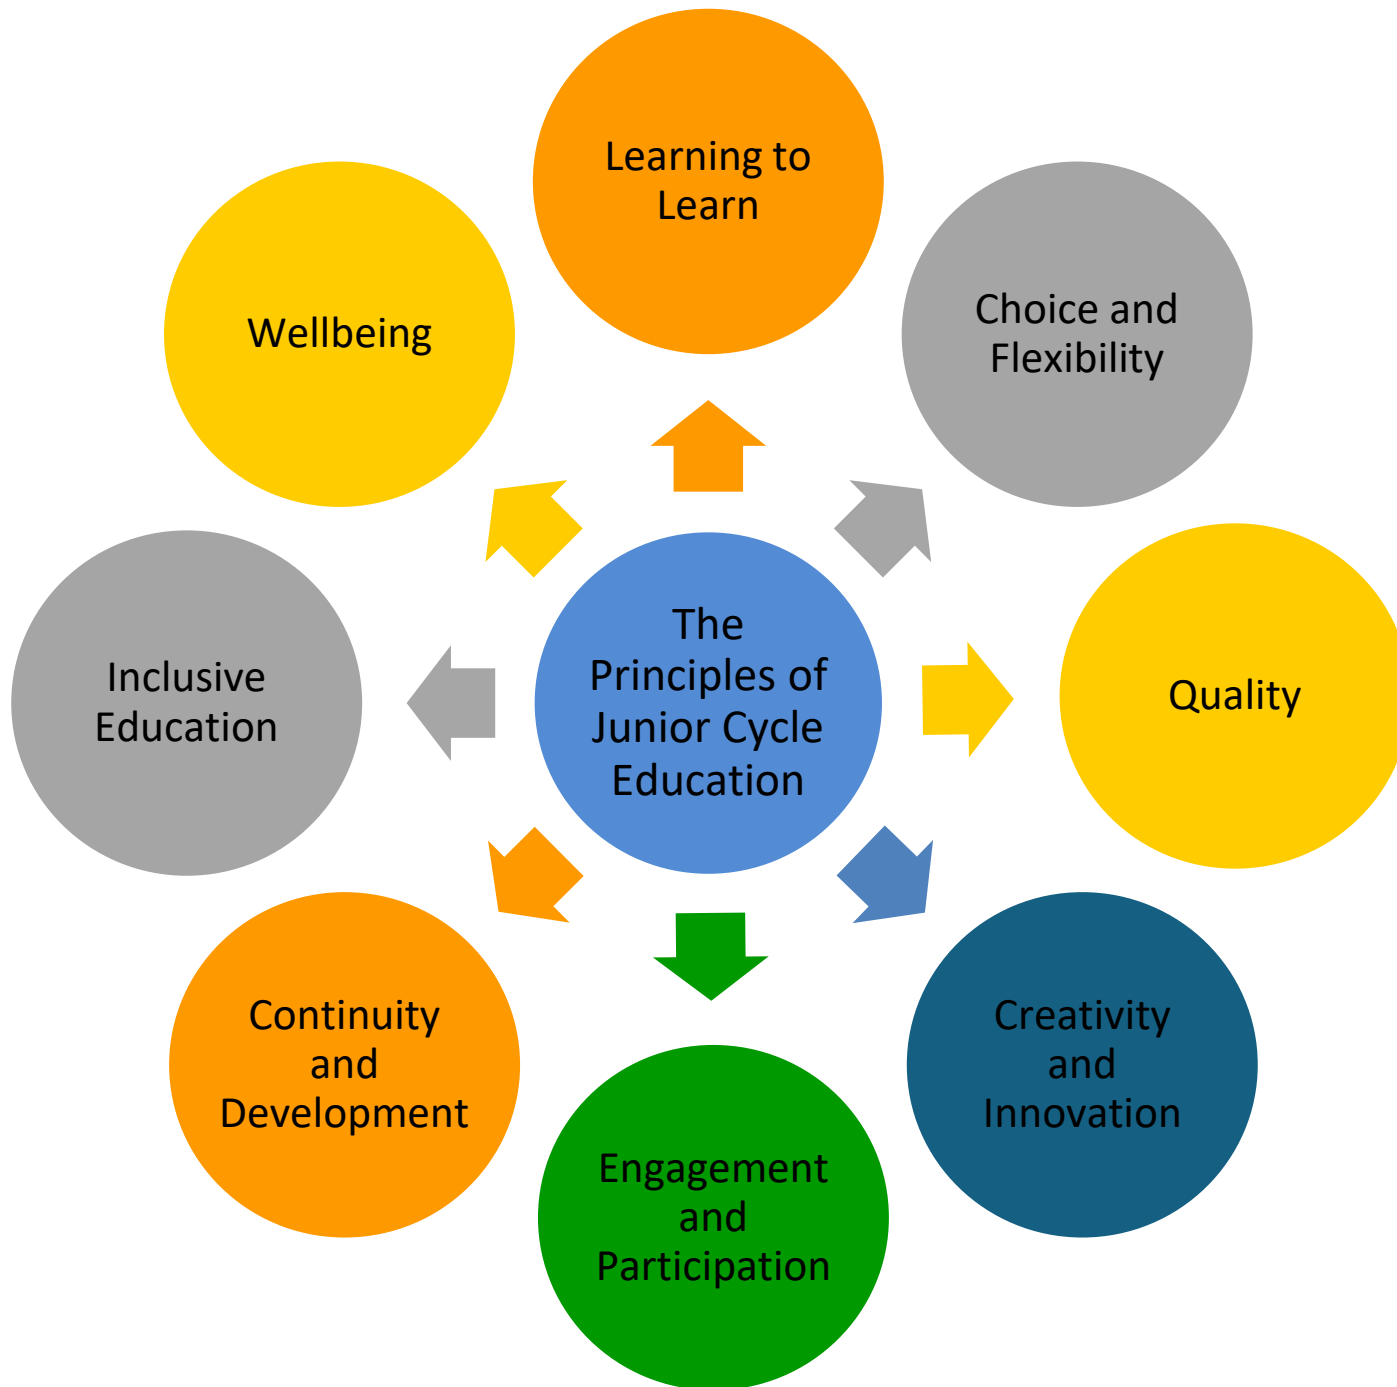 Learning to
Learn
Choice and
Flexibility
Quality
Creativity
and
Innovation
Engagement
and
Participation
Continuity
and
Development
Inclusive
Education
Wellbeing
The
Principles of
Junior Cycle
Education